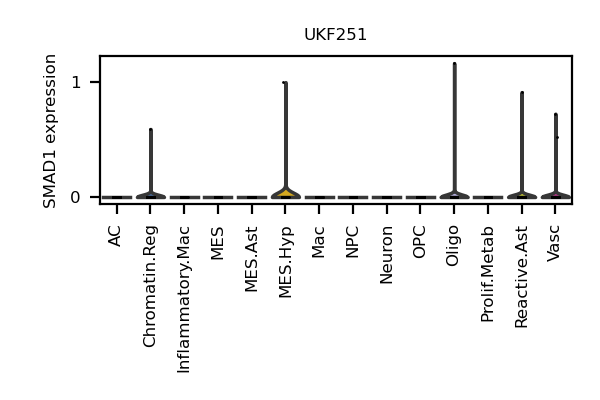 UKF251
SMAD1 expression
1
0
AC
Chromatin.Reg
Inflammatory.Mac
MES
MES.Ast
MES.Hyp
Mac
NPC
Neuron
OPC
Oligo
Prolif.Metab
Reactive.Ast
Vasc